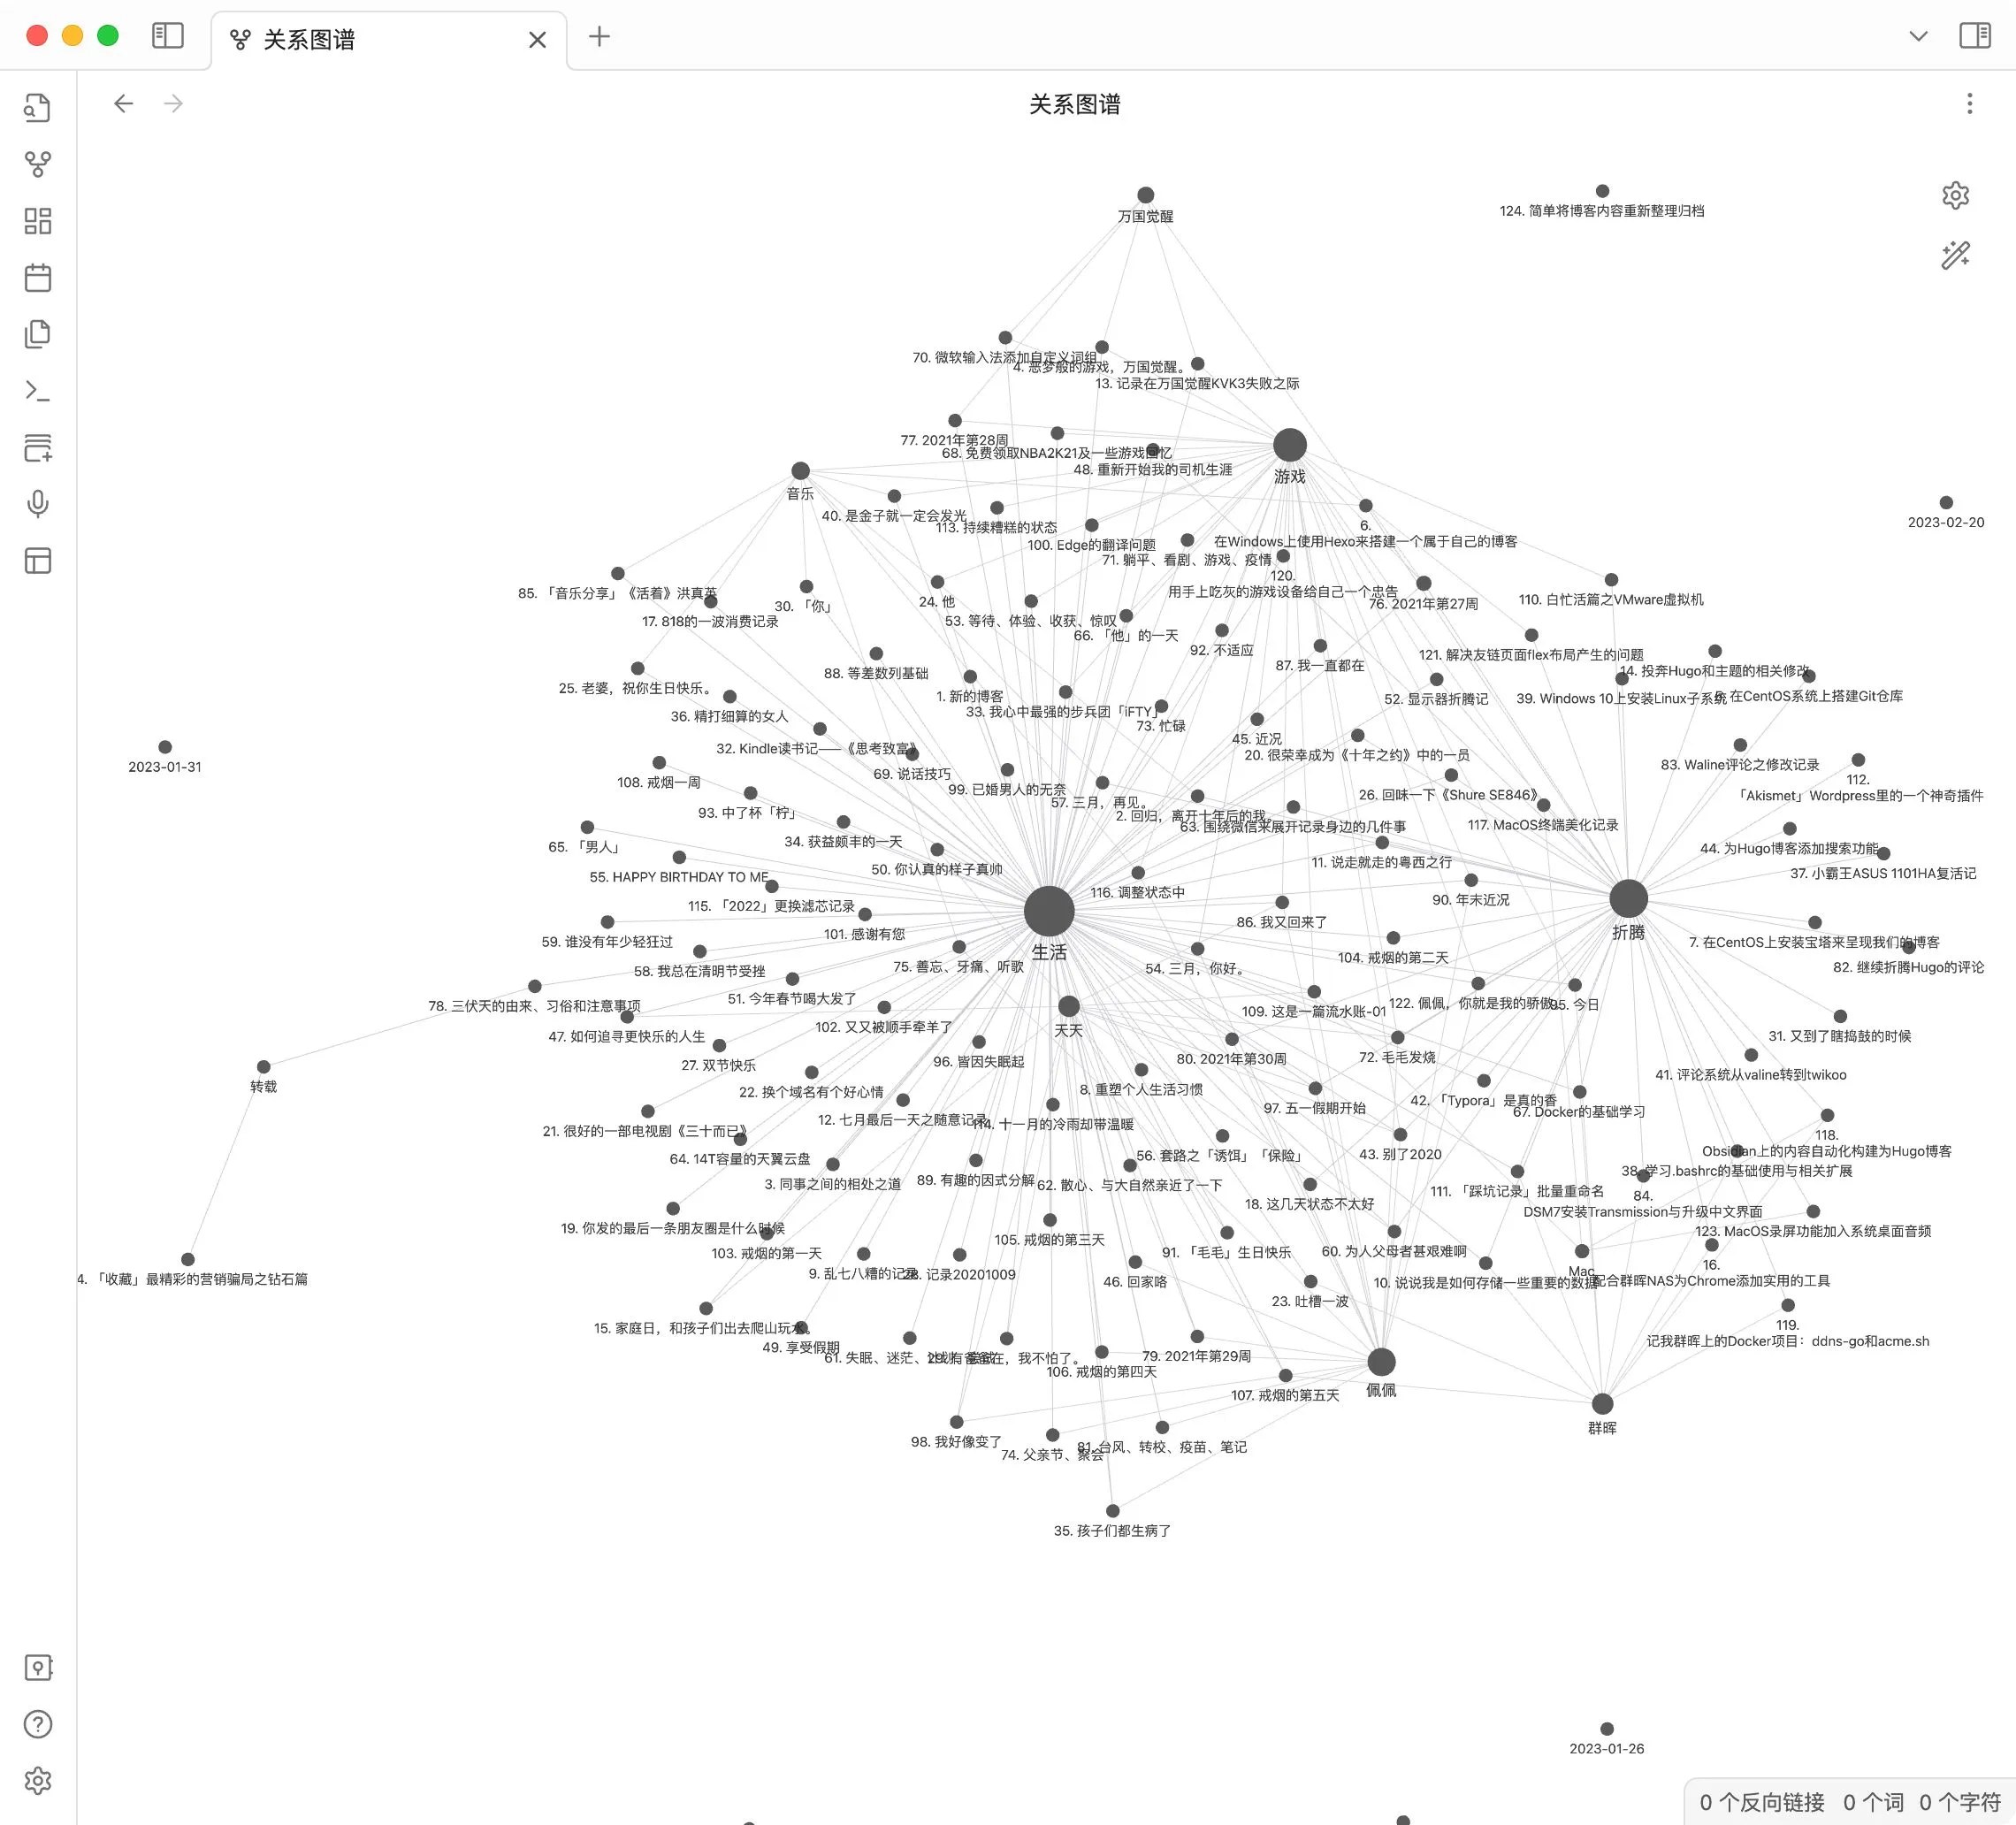 关系图谱
关系图谱
万国觉醒
124. 简单将博客内容重新整理归档
70. 微软输入法添加自定义词组
4. 恶梦般的游戏，万国觉醒。
13. 记录在万国觉醒KVK3失败之际
77. 2021年第28周
68. 免费领取NBA2K21及一些游戏回忆
48. 重新开始我的司机生涯
游戏
音乐
40. 是金子就一定会发光
113. 持续糟糕的状态
6.
在Windows上使用Hexo来搭建一个属于自己的博客
2023-02-20
100. Edge的翻译问题
71. 躺平、看剧、游戏、疫情
120.
用手上吃灰的游戏设备给自己一个忠告
85. 「音乐分享」《活着》洪真英
30. 「你」
24. 他
76. 2021年第27周
110. 白忙活篇之VMware虚拟机
17. 818的一波消费记录
53. 等待、体验、收获、惊叹
66. 「他」的一天
92. 不适应
87. 我一直都在
121. 解决友链页面flex布局产生的问题
14. 投奔Hugo和主题的相关修改
88. 等差数列基础
25. 老婆，祝你生日快乐。
1. 新的博客
52. 显示器折腾记
39. Windows 10上安装Linux子系统
在CentOS系统上搭建Git仓库
36. 精打细算的女人
33. 我心中最强的步兵团「iFTY」
73. 忙碌
45. 近况
32. Kindle读书记——《思考致富》
20. 很荣幸成为《十年之约》中的一员
2023-01-31
83. Waline评论之修改记录
69. 说话技巧
108. 戒烟一周
99. 已婚男人的无奈
112.
「Akismet」Wordpress里的一个神奇插件
57. 三月，再见。
26. 回味一下《Shure SE846》
93. 中了杯「柠」
2. 回归，离开十年后的我
63. 围绕微信来展开记录身边的几件事
117. MacOS终端美化记录
34. 获益颇丰的一天
65. 「男人」
44. 为Hugo博客添加搜索功能
11. 说走就走的粤西之行
50. 你认真的样子真帅
37. 小霸王ASUS 1101HA复活记
55. HAPPY BIRTHDAY TO ME
116. 调整状态中
90. 年末近况
115. 「2022」更换滤芯记录
86. 我又回来了
折腾
101. 感谢有您
59. 谁没有年少轻狂过
生活
7. 在CentOS上安装宝塔来呈现我们的博客
104. 戒烟的第二天
75. 善忘、牙痛、听歌
54. 三月，你好。
82. 继续折腾Hugo的评论
58. 我总在清明节受挫
51. 今年春节喝大发了
78. 三伏天的由来、习俗和注意事项
109. 这是一篇流水账-01
122. 佩佩，你就是我的骄傲
95. 今日
102. 又又被顺手牵羊了
天天
47. 如何追寻更快乐的人生
31. 又到了瞎捣鼓的时候
96. 皆因失眠起
80. 2021年第30周
72. 毛毛发烧
27. 双节快乐
41. 评论系统从valine转到twikoo
转载
22. 换个域名有个好心情
8. 重塑个人生活习惯
42. 「Typora」是真的香
97. 五一假期开始
67. Docker的基础学习
12. 七月最后一天之随意记录
114. 十一月的冷雨却带温暖
21. 很好的一部电视剧《三十而已》
118.
Obsidian上的内容自动化构建为Hugo博客
56. 套路之「诱饵」「保险」
43. 别了2020
64. 14T容量的天翼云盘
38. 学习.bashrc的基础使用与相关扩展
3. 同事之间的相处之道
89. 有趣的因式分解
62. 散心、与大自然亲近了一下
111. 「踩坑记录」批量重命名
84.
DSM7安装Transmission与升级中文界面
18. 这几天状态不太好
19. 你发的最后一条朋友圈是什么时候
123. MacOS录屏功能加入系统桌面音频
105. 戒烟的第三天
103. 戒烟的第一天
91. 「毛毛」生日快乐
60. 为人父母者甚艰难啊
16.
配合群晖NAS为Chrome添加实用的工具
Mac
9. 乱七八糟的记录
28. 记录20201009
46. 回家咯
10. 说说我是如何存储一些重要的数据
4. 「收藏」最精彩的营销骗局之钻石篇
23. 吐槽一波
119.
记我群晖上的Docker项目：ddns-go和acme.sh
15. 家庭日，和孩子们出去爬山玩水。
49. 享受假期
61. 失眠、迷茫、
在，我不怕了。
79. 2021年第29周
106. 戒烟的第四天
佩佩
107. 戒烟的第五天
群晖
98. 我好像变了
81. 台风、转校、疫苗、笔记
74. 父亲节、聚会
35. 孩子们都生病了
2023-01-26
0 个反向链接 0 个词 0 个字符